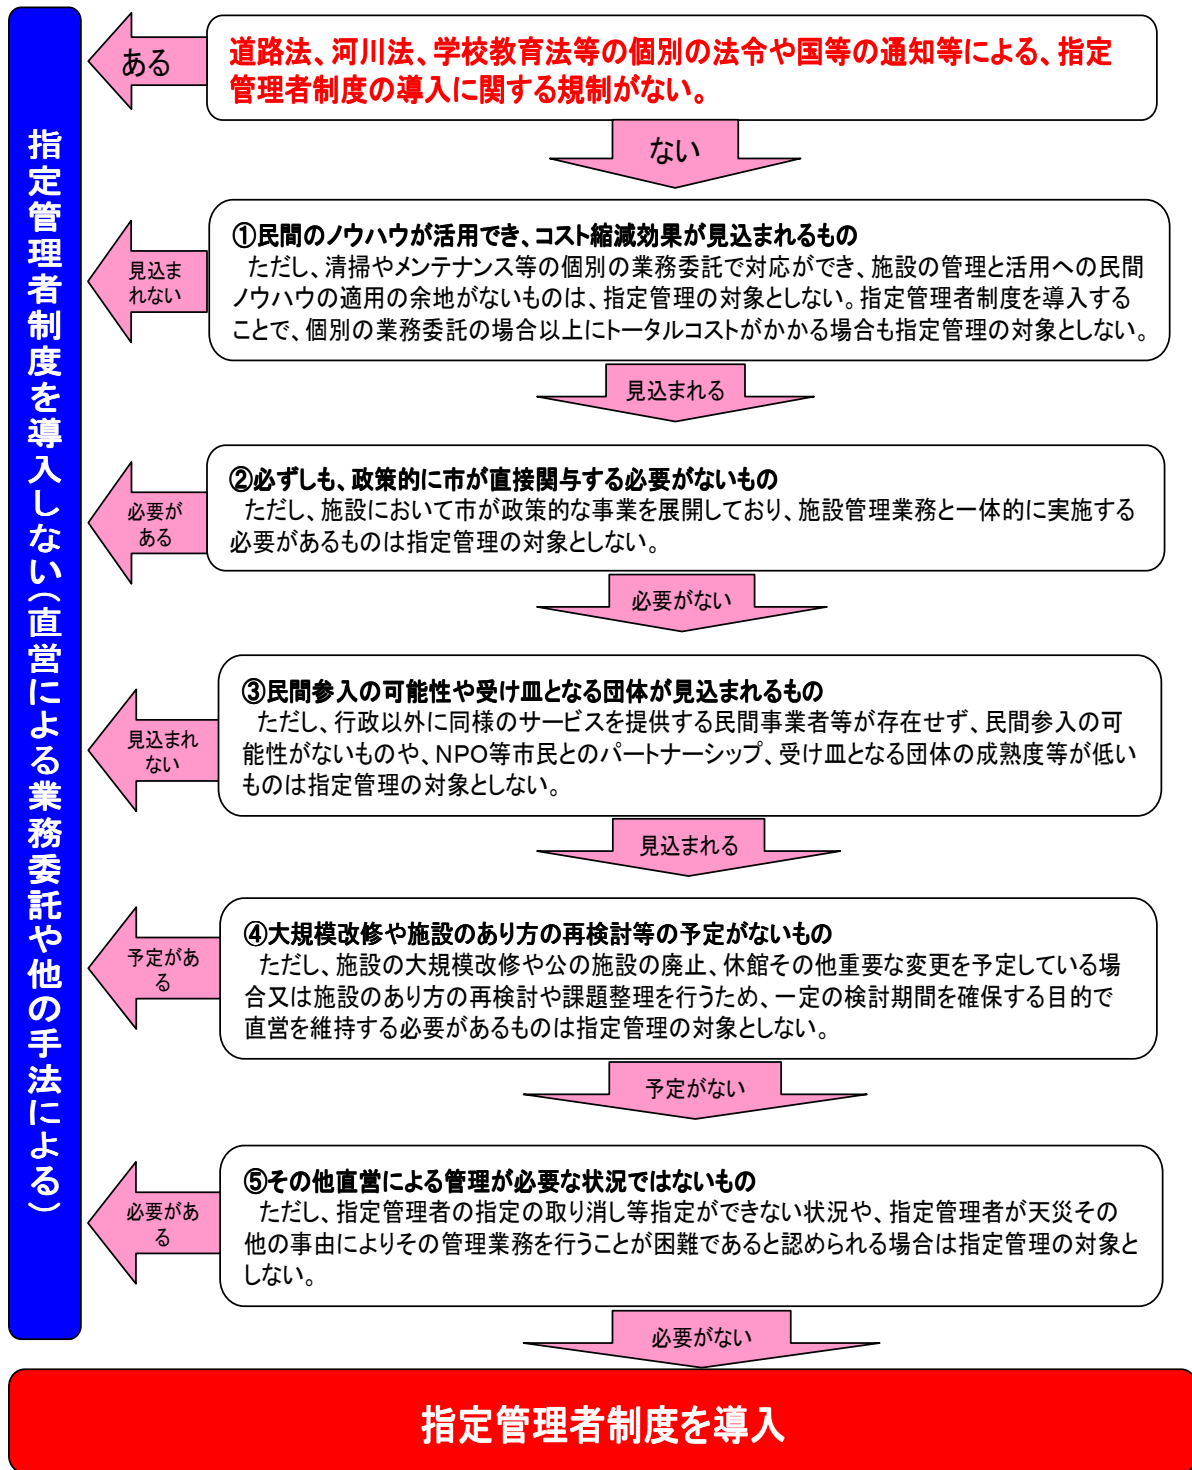 指定管理者制度を導入しない（直営による業務委託や他の手法による）
ある
道路法、河川法、学校教育法等の個別の法令や国等の通知等による、指定
管理者制度の導入に関する規制がない。
ない
①民間のノウハウが活用でき、コスト縮減効果が見込まれるもの
ただし、清掃やメンテナンス等の個別の業務委託で対応ができ、施設の管理と活用への民間
ノウハウの適用の余地がないものは、指定管理の対象としない。指定管理者制度を導入する
ことで、個別の業務委託の場合以上にトータルコストがかかる場合も指定管理の対象としない。
見込ま
れない
見込まれる
②必ずしも、政策的に市が直接関与する必要がないもの
ただし、施設において市が政策的な事業を展開しており、施設管理業務と一体的に実施する
必要があるものは指定管理の対象としない。
必要が
ある
必要がない
③民間参入の可能性や受け皿となる団体が見込まれるもの
ただし、行政以外に同様のサービスを提供する民間事業者等が存在せず、民間参入の可
能性がないものや、NPO等市民とのパートナーシップ、受け皿となる団体の成熟度等が低い
ものは指定管理の対象としない。
見込まれ
ない
見込まれる
④大規模改修や施設のあり方の再検討等の予定がないもの
ただし、施設の大規模改修や公の施設の廃止、休館その他重要な変更を予定している場
合又は施設のあり方の再検討や課題整理を行うため、一定の検討期間を確保する目的で
直営を維持する必要があるものは指定管理の対象としない。
予定があ
る
予定がない
⑤その他直営による管理が必要な状況ではないもの
ただし、指定管理者の指定の取り消し等指定ができない状況や、指定管理者が天災その
他の事由によりその管理業務を行うことが困難であると認められる場合は指定管理の対象と
しない。
必要があ
る
必要がない
指定管理者制度を導入